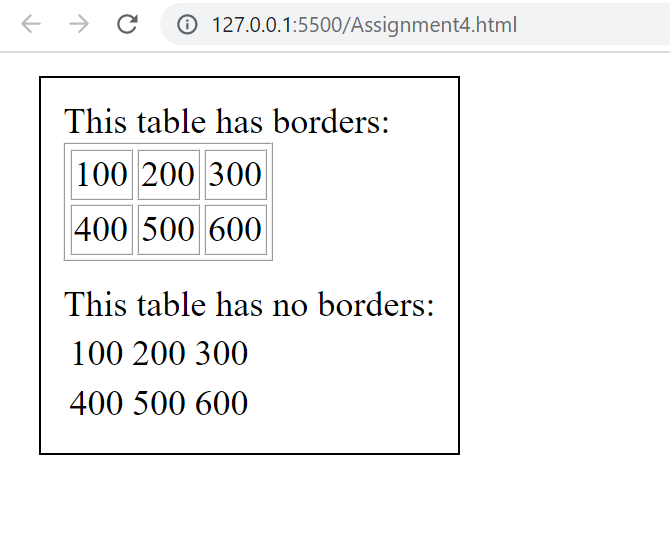 127.0.0.1:5500/Assignment4.html
This table has borders:
100 200 300
400 500 600
This table has no borders:
100 200 300
400 500 600